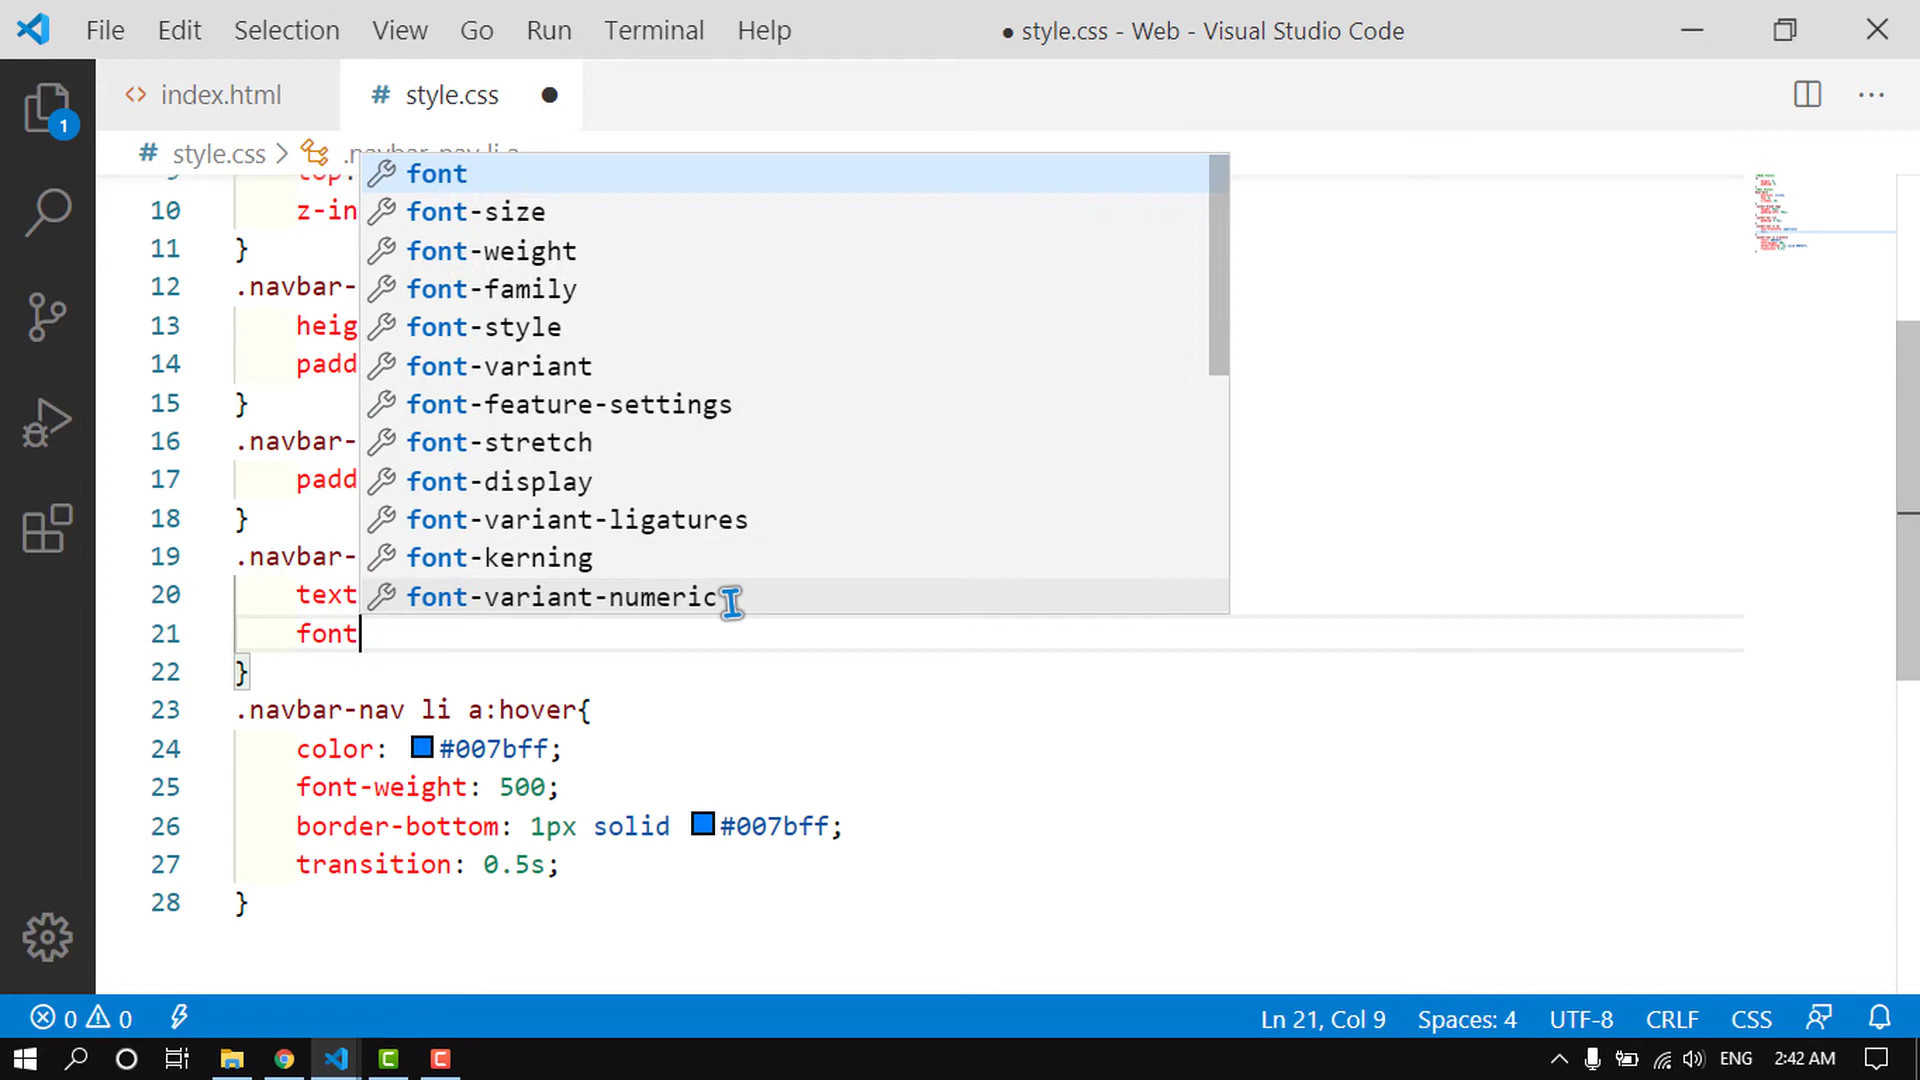 File Edit Selection View Go Run Terminal Help
● style.css - Web - Visual Studio Code
index.html
# style.css ●
1
# style.css > .navbar-nav li a
9 top:
10 z-in
11 }
12 .navbar-
13 heig
14 padd
15 }
16 .navbar-
17 padd
18 }
19 .navbar-
20 text
21 font
22 }
23 .navbar-nav li a:hover{
24 color: #007bff;
25 font-weight: 500;
26 border-bottom: 1px solid #007bff;
27 transition: 0.5s;
28 }
font
font-size
font-weight
font-family
font-style
font-variant
font-feature-settings
font-stretch
font-display
font-variant-ligatures
font-kerning
font-variant-numeric
0 0
Ln 21, Col 9 Spaces: 4 UTF-8 CRLF CSS
ENG 2:42 AM